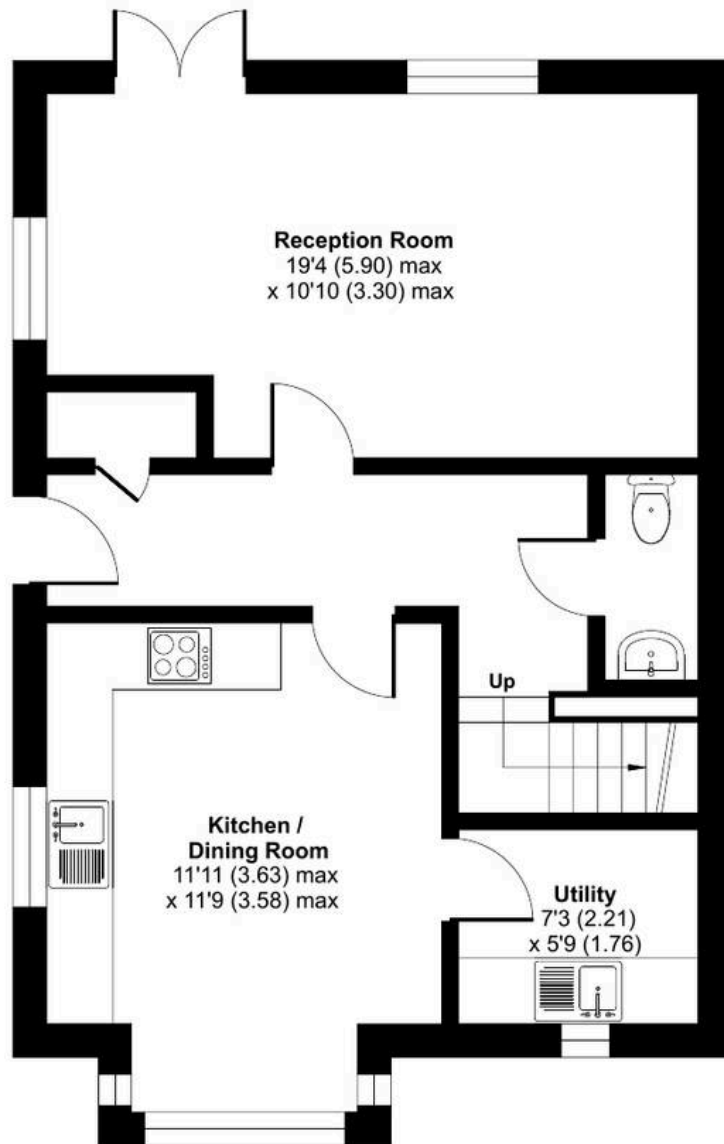 Reception Room
19'4 (5.90) max
x 10'10 (3.30) max
Up
Kitchen /
Dining Room
11'11 (3.63) max
x 11'9 (3.58) max
Utility
7'3 (2.21)
x 5'9 (1.76)